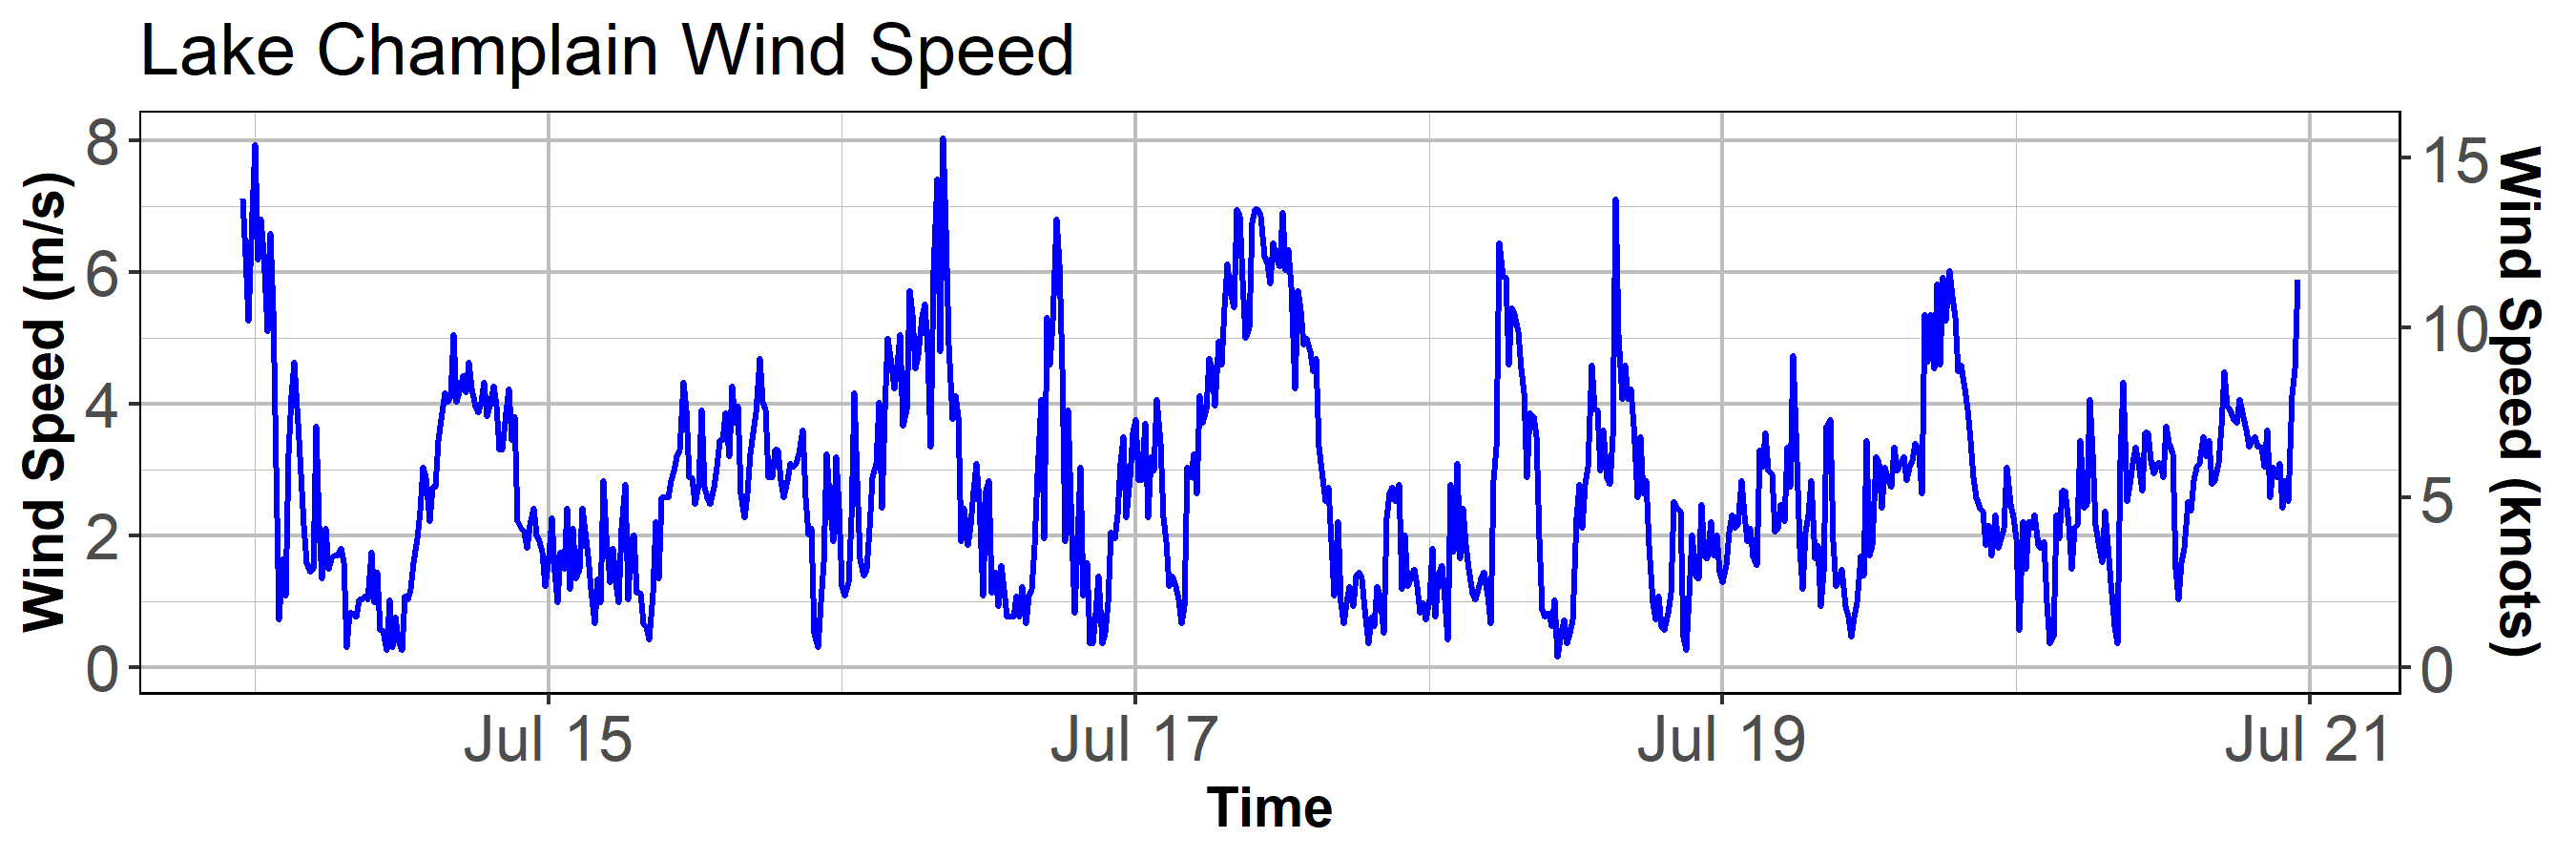 Lake Champlain Wind Speed
Wind Speed (m/s)
8
6
4
2
0
15
10
5
0
Wind Speed (knots)
Jul 15
Jul 17
Jul 19
Jul 21
Time